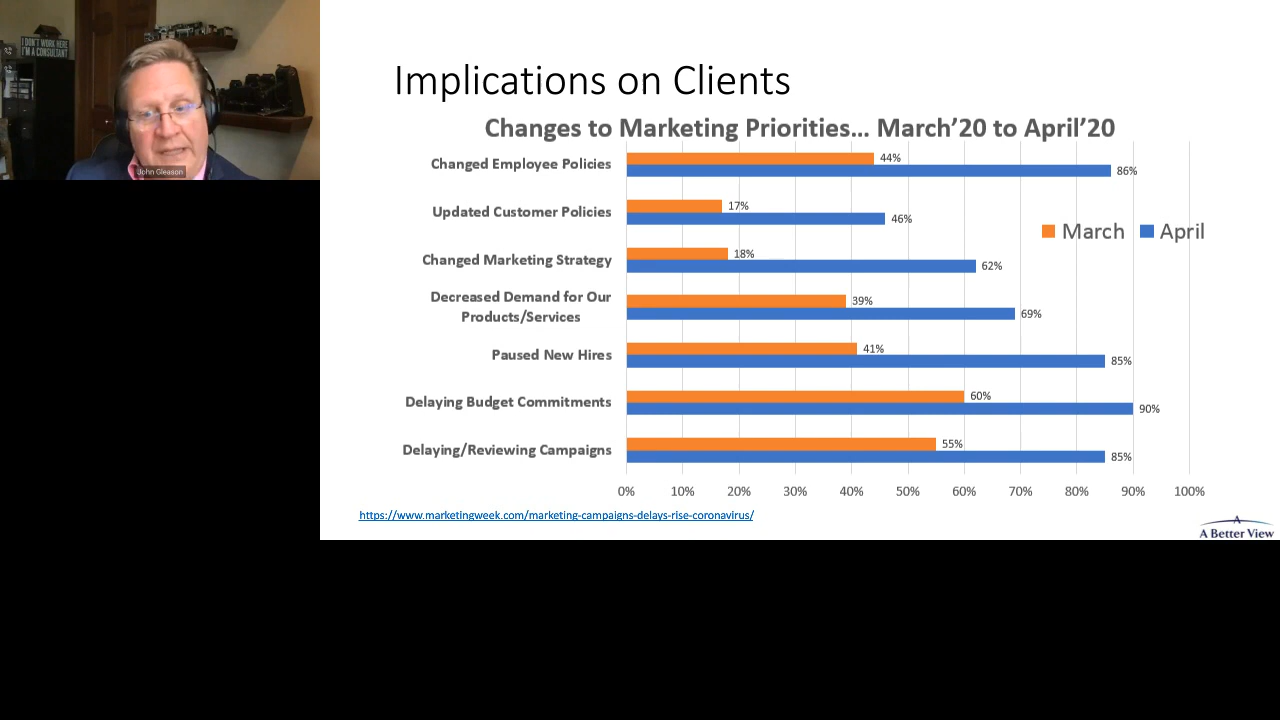 I DON'T WORK HERE
I'M A CONSULTANT
John Gleason
Implications on Clients
Changes to Marketing Priorities... March'20 to April'20
Changed Employee Policies
44%
86%
Updated Customer Policies
17%
46%
March
April
Changed Marketing Strategy
18%
62%
Decreased Demand for Our
Products/Services
39%
69%
Paused New Hires
41%
85%
Delaying Budget Commitments
60%
90%
Delaying/Reviewing Campaigns
55%
85%
0% 10% 20% 30% 40% 50% 60% 70% 80% 90% 100%
https://www.marketingweek.com/marketing-campaigns-delays-rise-coronavirus/
A
A Better View